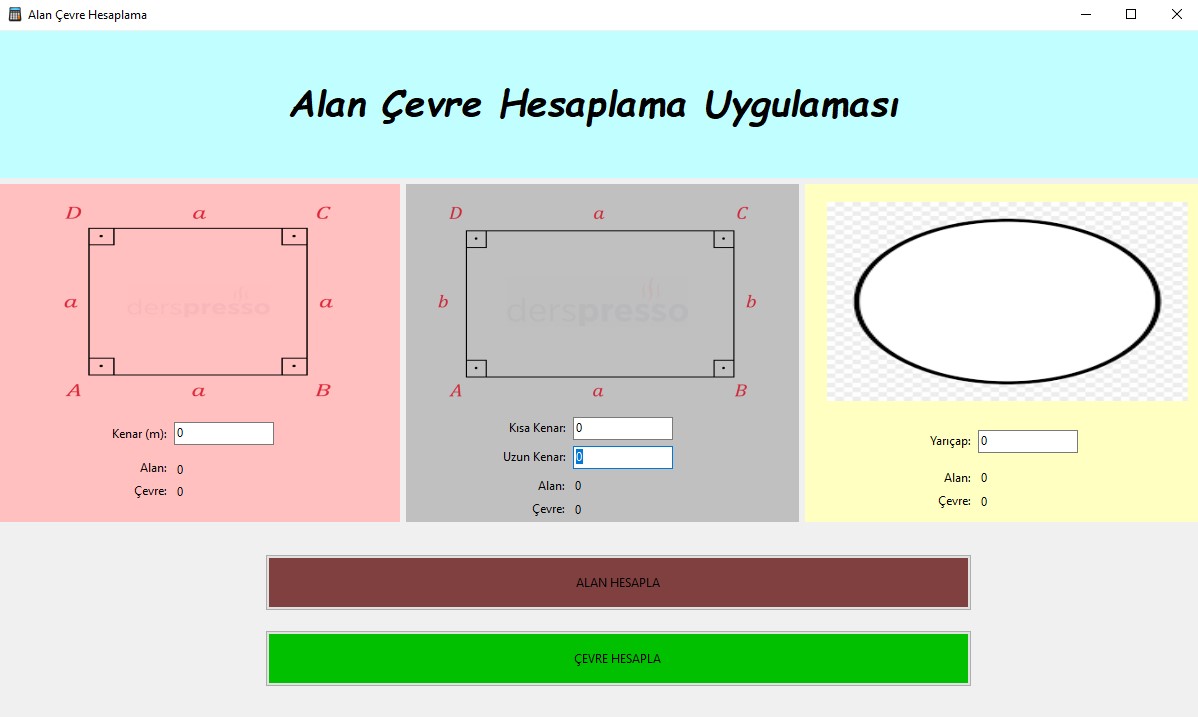 Alan Çevre Hesaplama
Alan Çevre Hesaplama Uygulaması
D a C
a derspresso a
A a B
Kenar (m): 0
Alan: 0
Çevre: 0
D a C
b derspresso b
A a B
Kısa Kenar: 0
Uzun Kenar: 0
Alan: 0
Çevre: 0
Yarıçap: 0
Alan: 0
Çevre: 0
ALAN HESAPLA
ÇEVRE HESAPLA